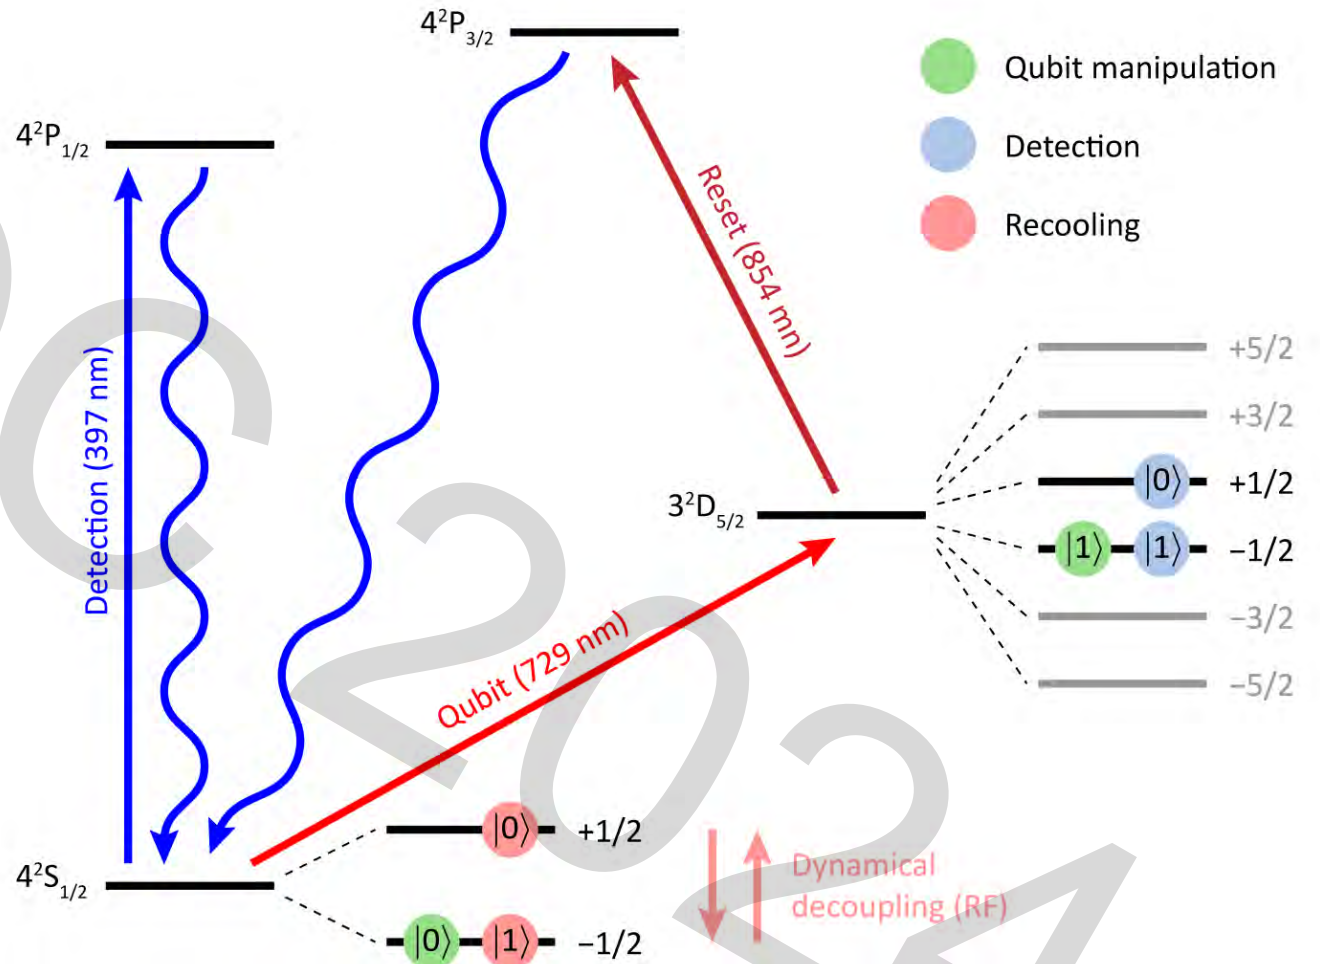 4²P₃/₂
Qubit manipulation
4²P₁/₂
Detection
Reset (854 mn)
Recooling
Detection (397 nm)
+5/2
+3/2
|0⟩ +1/2
3²D₅/₂
|1⟩ |1⟩ −1/2
−3/2
Qubit (729 nm)
−5/2
|0⟩ +1/2
Dynamical
decoupling (RF)
4²S₁/₂
|0⟩ |1⟩ −1/2
C 2024